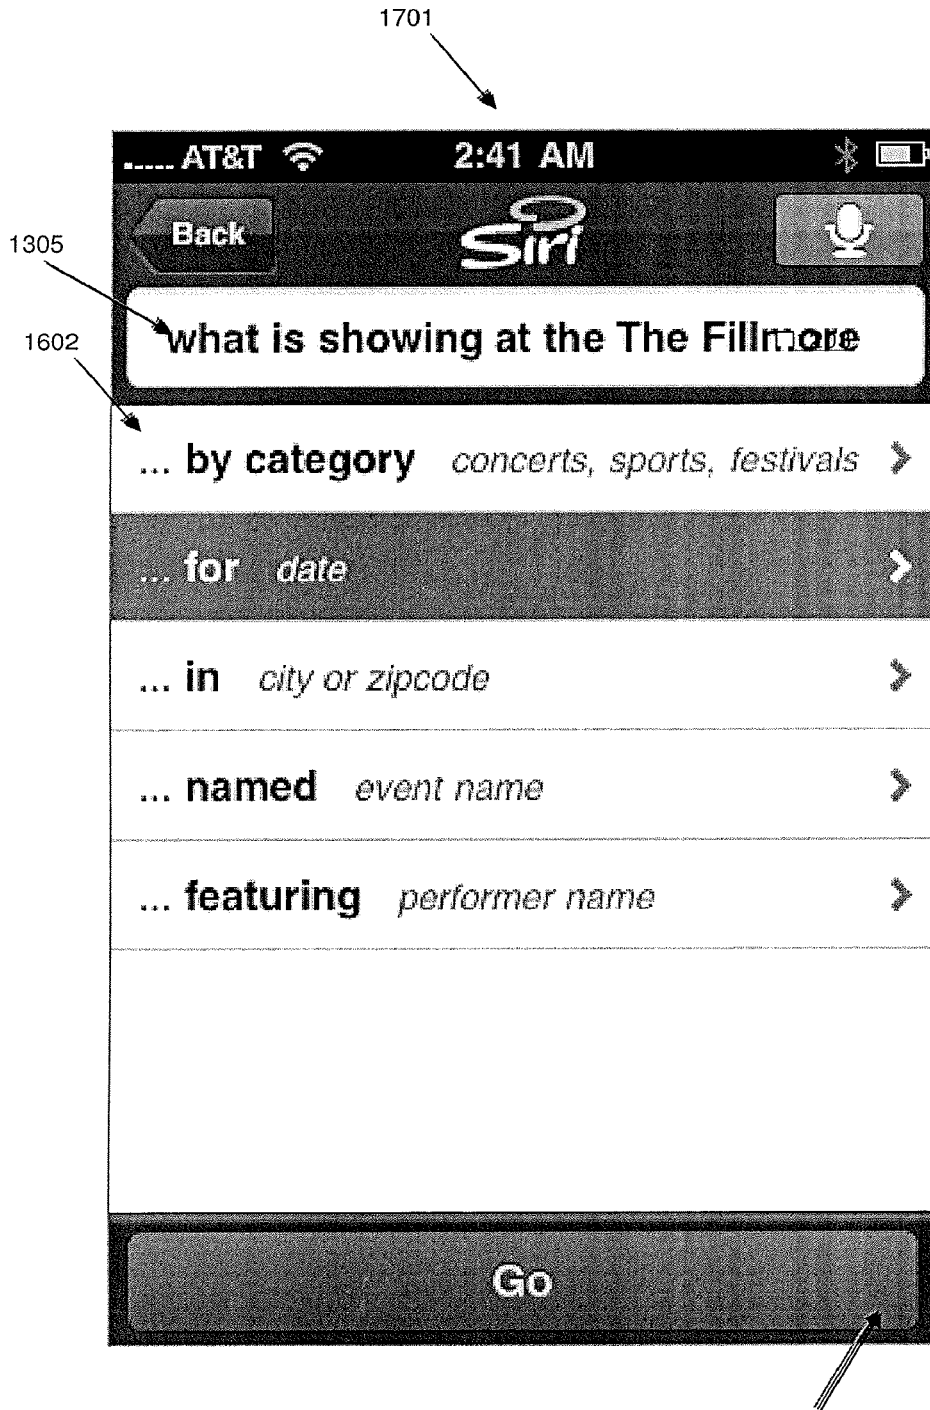 1701
..... AT&T 2:41 AM
Back Siri
1305
what is showing at the The Fillmore
1602
... by category concerts, sports, festivals
... for date
... in city or zipcode
... named event name
... featuring performer name
Go